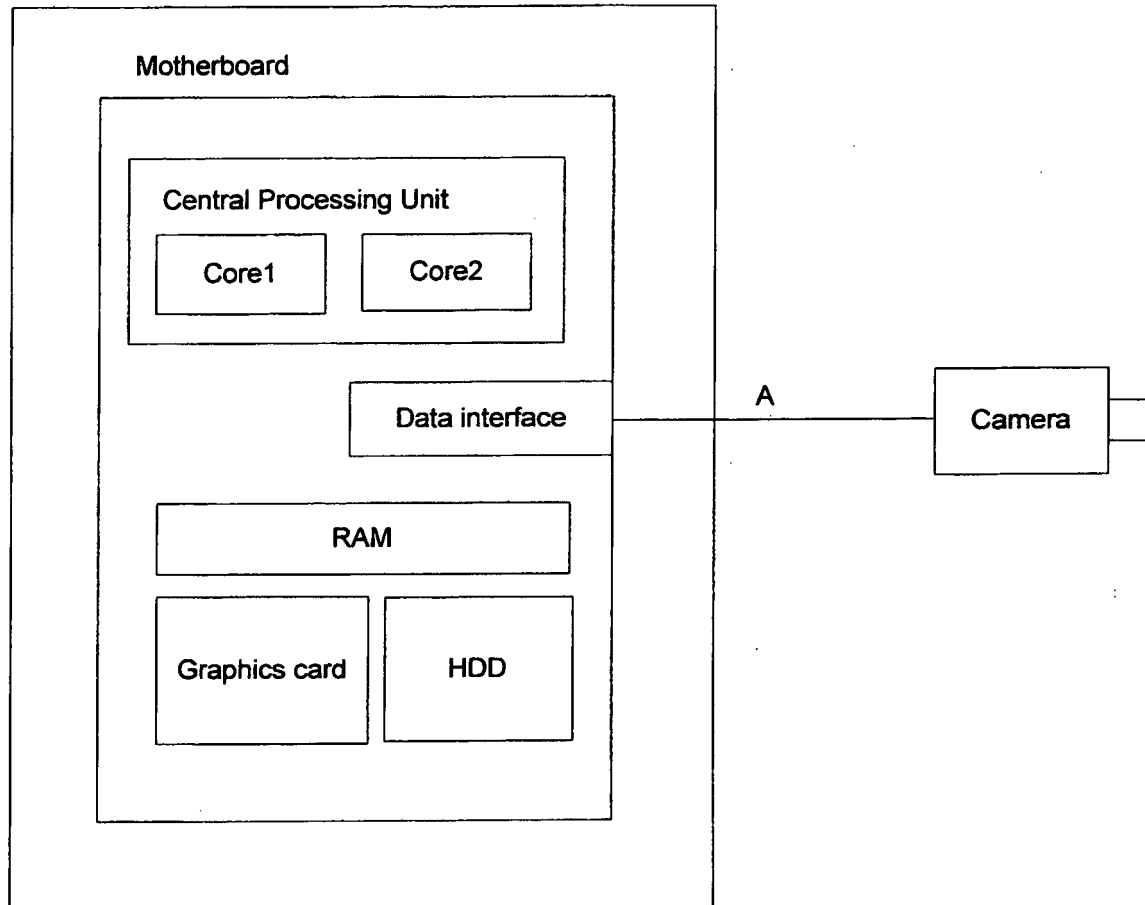 Motherboard
Central Processing Unit
Core1
Core2
Data interface
A
Camera
RAM
Graphics card
HDD